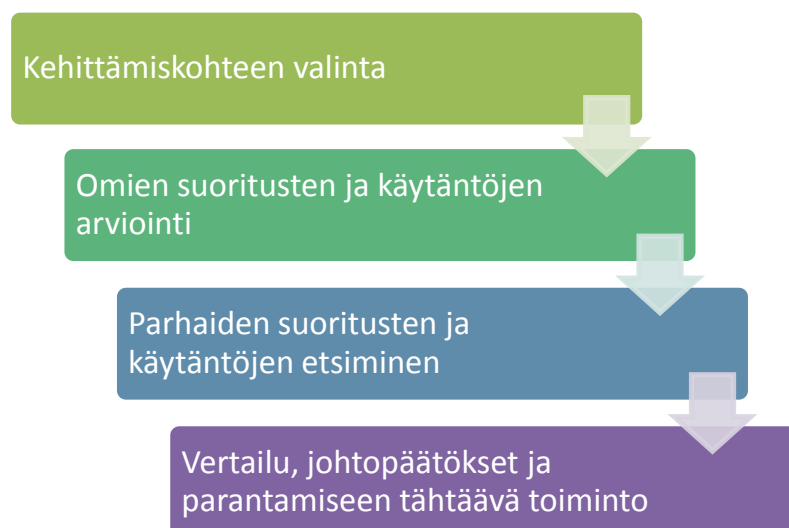 Kehittämiskohteen valinta
Omien suoritusten ja käytäntöjen
arviointi
Parhaiden suoritusten ja
käytäntöjen etsiminen
Vertailu, johtopäätökset ja
parantamiseen tähtäävä toiminto